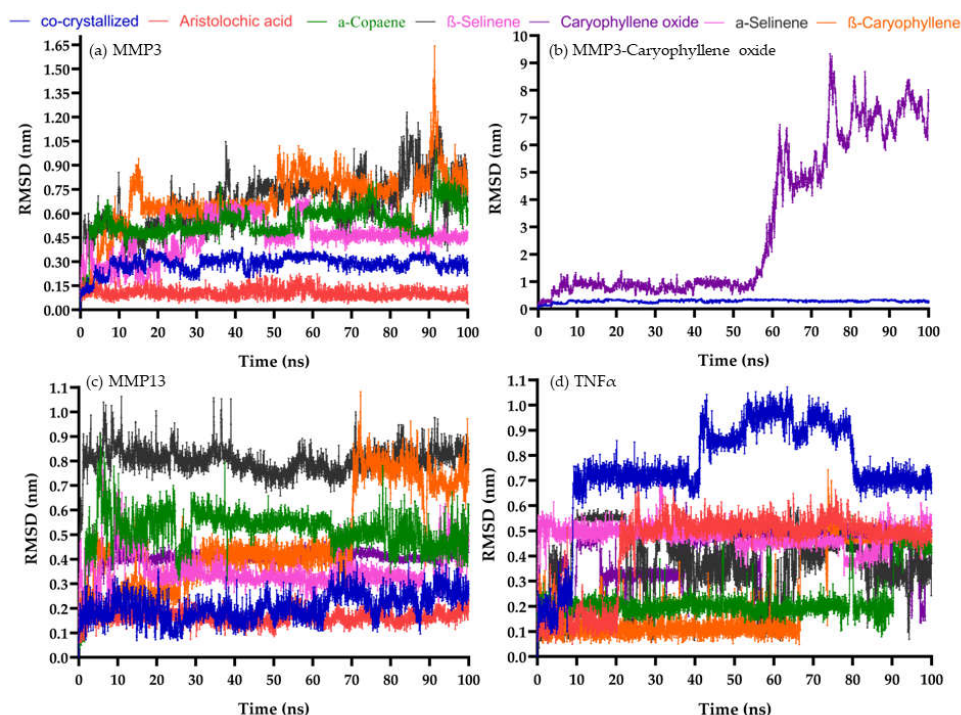 co-crystallized Aristolochic acid a-Copaene ß-Selinene Caryophyllene oxide a-Selinene ß-Caryophyllene
(a) MMP3
RMSD (nm)
1.65
1.50
1.35
1.20
1.05
0.90
0.75
0.60
0.45
0.30
0.15
0.00
0 10 20 30 40 50 60 70 80 90 100
Time (ns)
(b) MMP3-Caryophyllene oxide
RMSD (nm)
10
9
8
7
6
5
4
3
2
1
0
0 10 20 30 40 50 60 70 80 90 100
Time (ns)
(c) MMP13
RMSD (nm)
1.1
1.0
0.9
0.8
0.7
0.6
0.5
0.4
0.3
0.2
0.1
0.0
0 10 20 30 40 50 60 70 80 90 100
Time (ns)
(d) TNFα
RMSD (nm)
1.1
1.0
0.9
0.8
0.7
0.6
0.5
0.4
0.3
0.2
0.1
0.0
0 10 20 30 40 50 60 70 80 90 100
Time (ns)